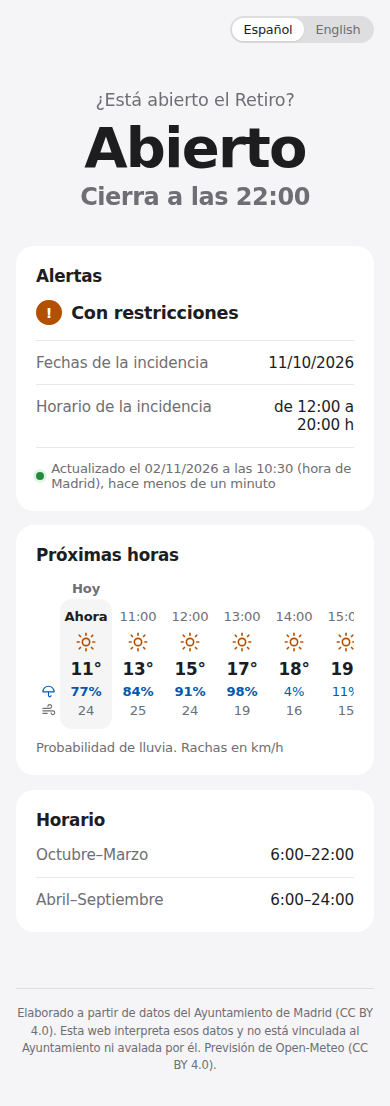 Español English
¿Está abierto el Retiro?
Abierto
Cierra a las 22:00
Alertas
! Con restricciones
Fechas de la incidencia 11/10/2026
Horario de la incidencia de 12:00 a
20:00 h
Actualizado el 02/11/2026 a las 10:30 (hora de
Madrid), hace menos de un minuto
Próximas horas
Hoy
Ahora 11:00 12:00 13:00 14:00 15:0
11° 13° 15° 17° 18° 19
77% 84% 91% 98% 4% 11%
24 25 24 19 16 15
Probabilidad de lluvia. Rachas en km/h
Horario
Octubre–Marzo 6:00–22:00
Abril–Septiembre 6:00–24:00
Elaborado a partir de datos del Ayuntamiento de Madrid (CC BY
4.0). Esta web interpreta esos datos y no está vinculada al
Ayuntamiento ni avalada por él. Previsión de Open-Meteo (CC
BY 4.0).